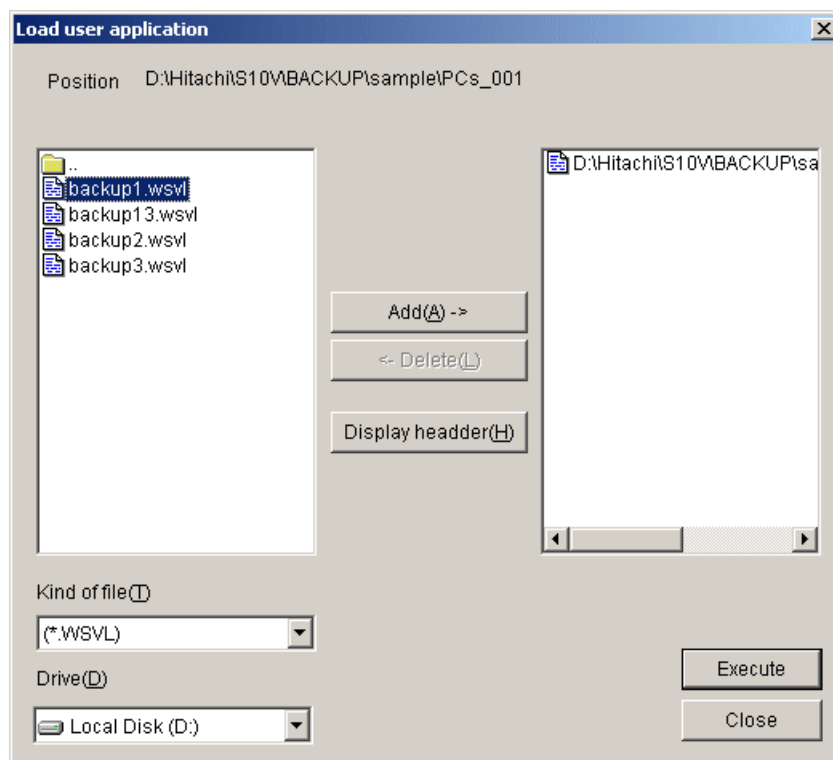 Load user application
Position D:\Hitachi\S10V\BACKUP\sample\PCs_001
..
backup1.wsvl
backup13.wsvl
backup2.wsvl
backup3.wsvl
D:\Hitachi\S10V\BACKUP\sa
Add(A) ->
<- Delete(L)
Display headder(H)
Kind of file(T)
(*.WSVL)
Drive(D)
Local Disk (D:)
Execute
Close